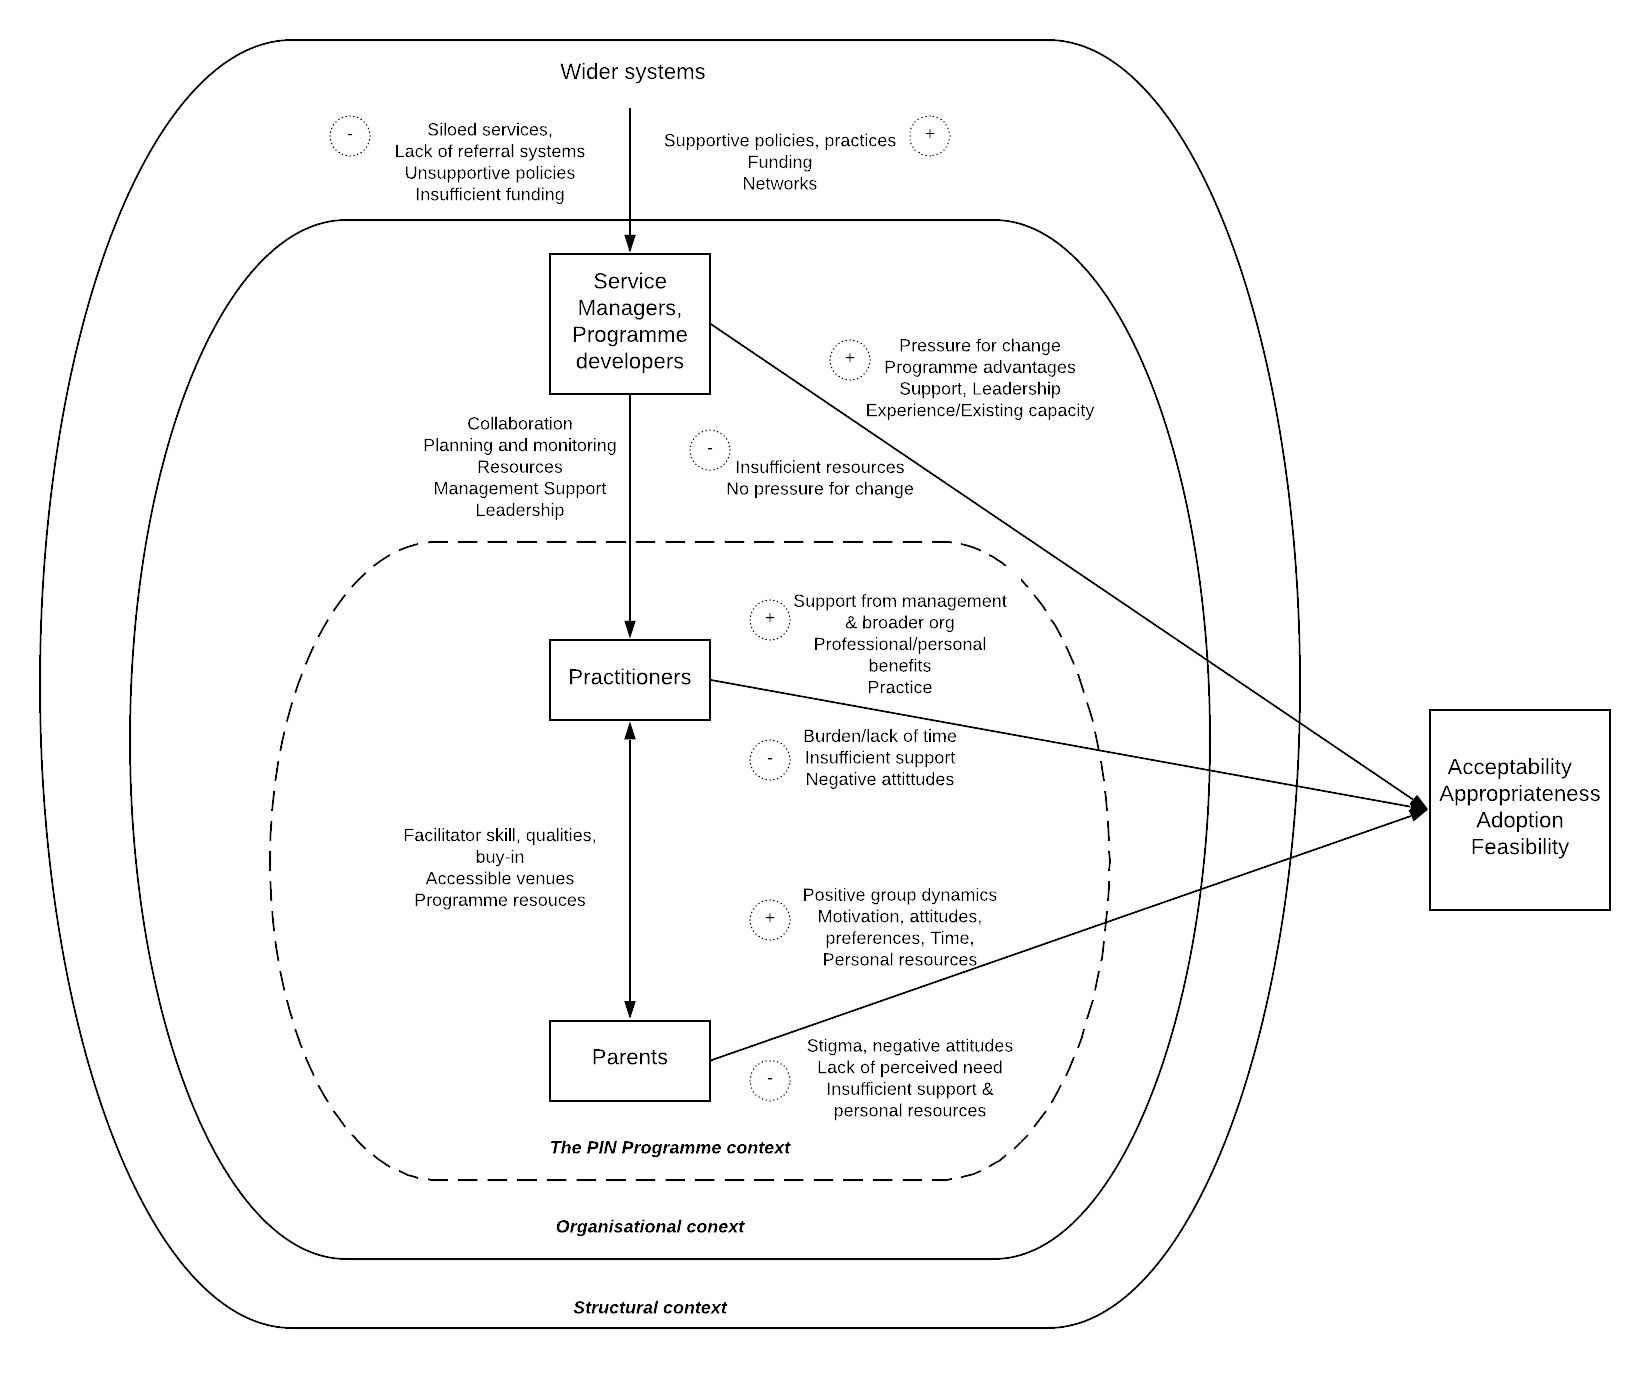 Wider systems
-
Siloed services,
Lack of referral systems
Unsupportive policies
Insufficient funding
Supportive policies, practices
Funding
Networks
+
Service
Managers,
Programme
developers
+
Pressure for change
Programme advantages
Support, Leadership
Experience/Existing capacity
Collaboration
Planning and monitoring
Resources
Management Support
Leadership
-
Insufficient resources
No pressure for change
+
Support from management
& broader org
Professional/personal
benefits
Practice
Practitioners
-
Burden/lack of time
Insufficient support
Negative attittudes
Acceptability
Appropriateness
Adoption
Feasibility
Facilitator skill, qualities,
buy-in
Accessible venues
Programme resouces
+
Positive group dynamics
Motivation, attitudes,
preferences, Time,
Personal resources
Parents
-
Stigma, negative attitudes
Lack of perceived need
Insufficient support &
personal resources
The PIN Programme context
Organisational conext
Structural context